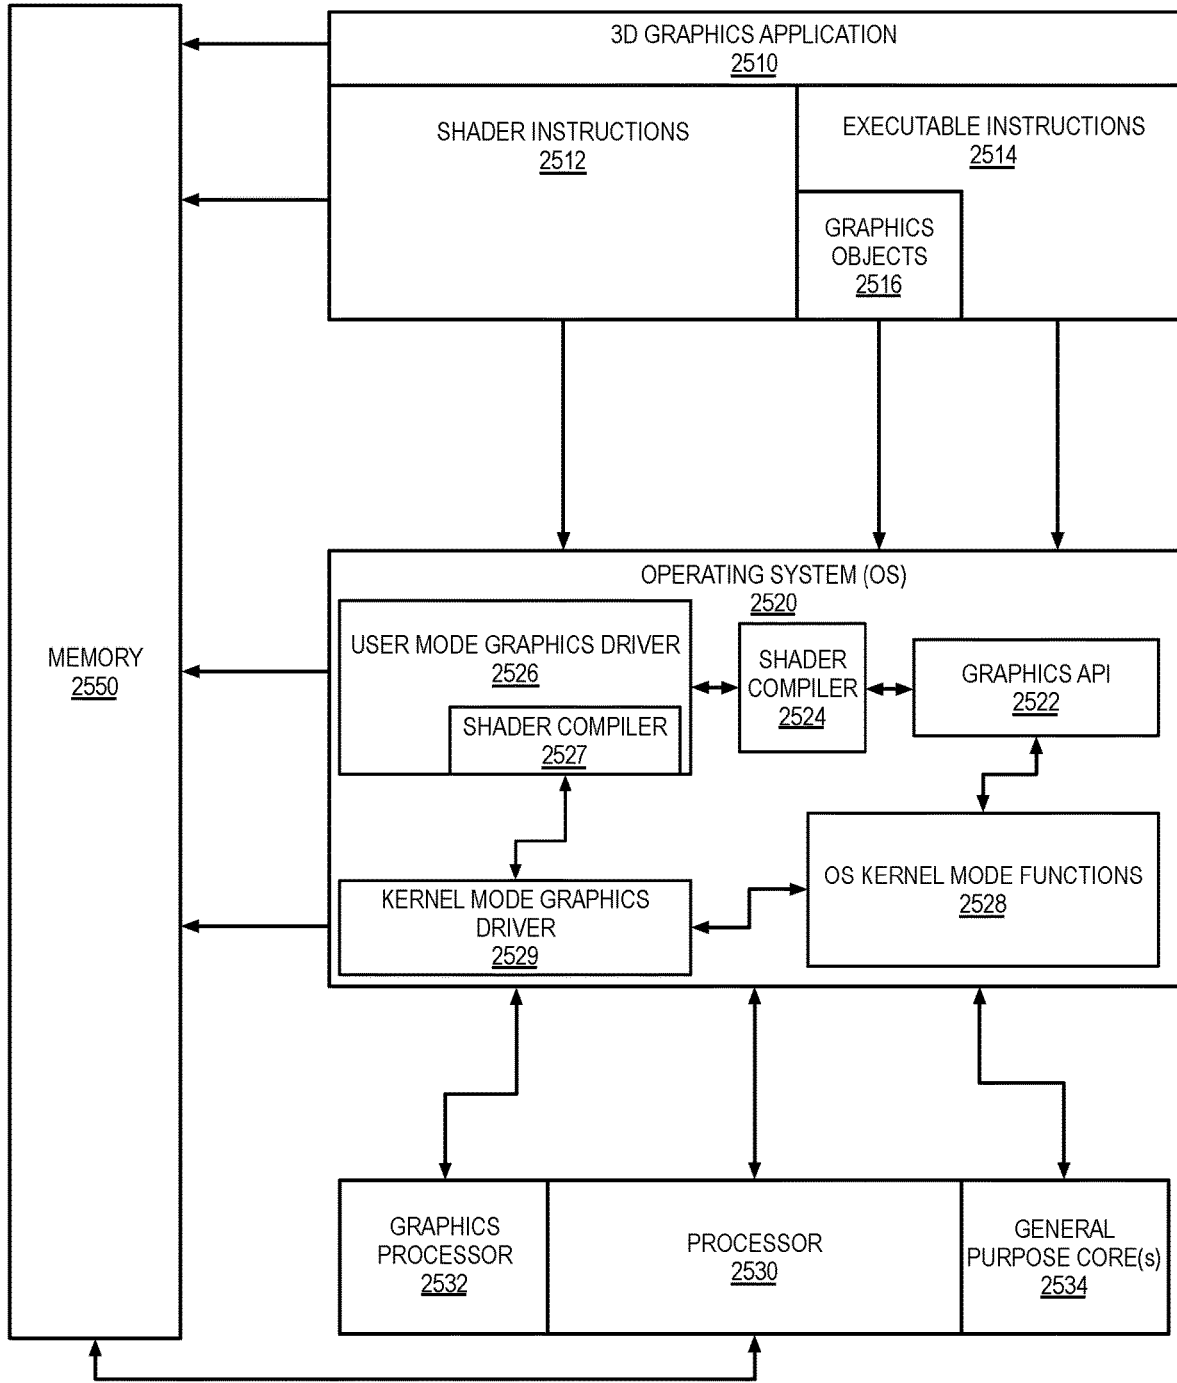 3D GRAPHICS APPLICATION
2510
SHADER INSTRUCTIONS
2512
EXECUTABLE INSTRUCTIONS
2514
GRAPHICS
OBJECTS
2516
MEMORY
2550
OPERATING SYSTEM (OS)
2520
USER MODE GRAPHICS DRIVER
2526
SHADER COMPILER
2527
SHADER
COMPILER
2524
GRAPHICS API
2522
KERNEL MODE GRAPHICS
DRIVER
2529
OS KERNEL MODE FUNCTIONS
2528
GRAPHICS
PROCESSOR
2532
PROCESSOR
2530
GENERAL
PURPOSE CORE(s)
2534